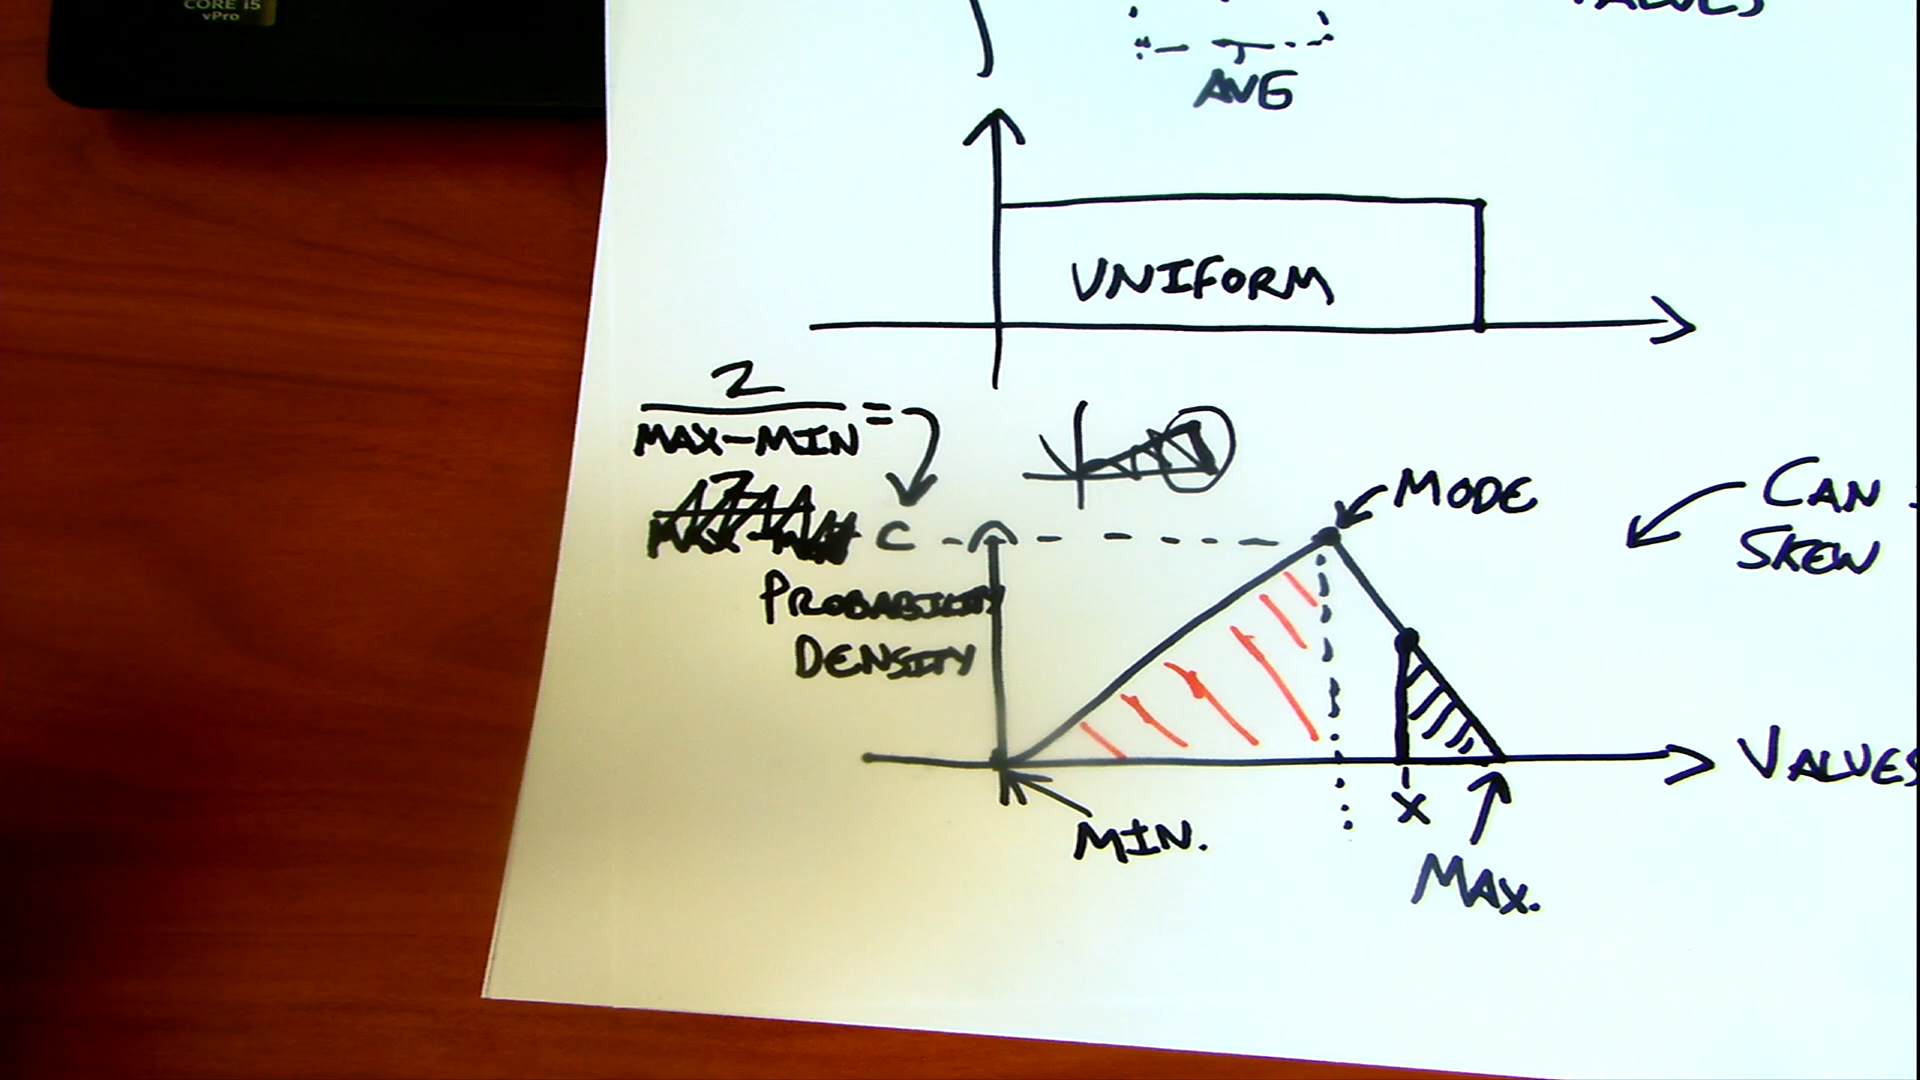 CORE i5
vPro
VALUES
AVG
UNIFORM
2
MAX-MIN =
C
MODE
CAN
SKEW
PROBABILITY
DENSITY
VALUES
X
MIN.
MAX.